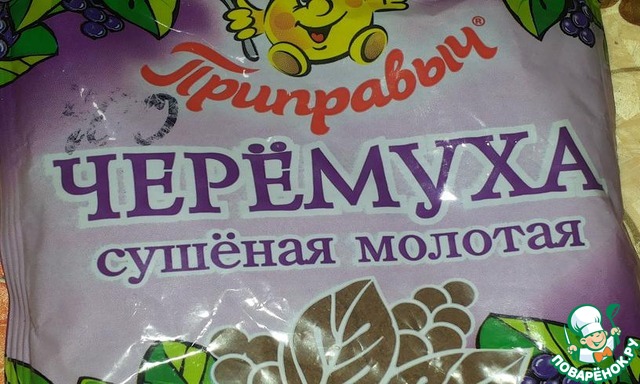 Приправыч®
ЧЕРЁМУХА
сушёная молотая
ПОВАРЁНОК.РУ